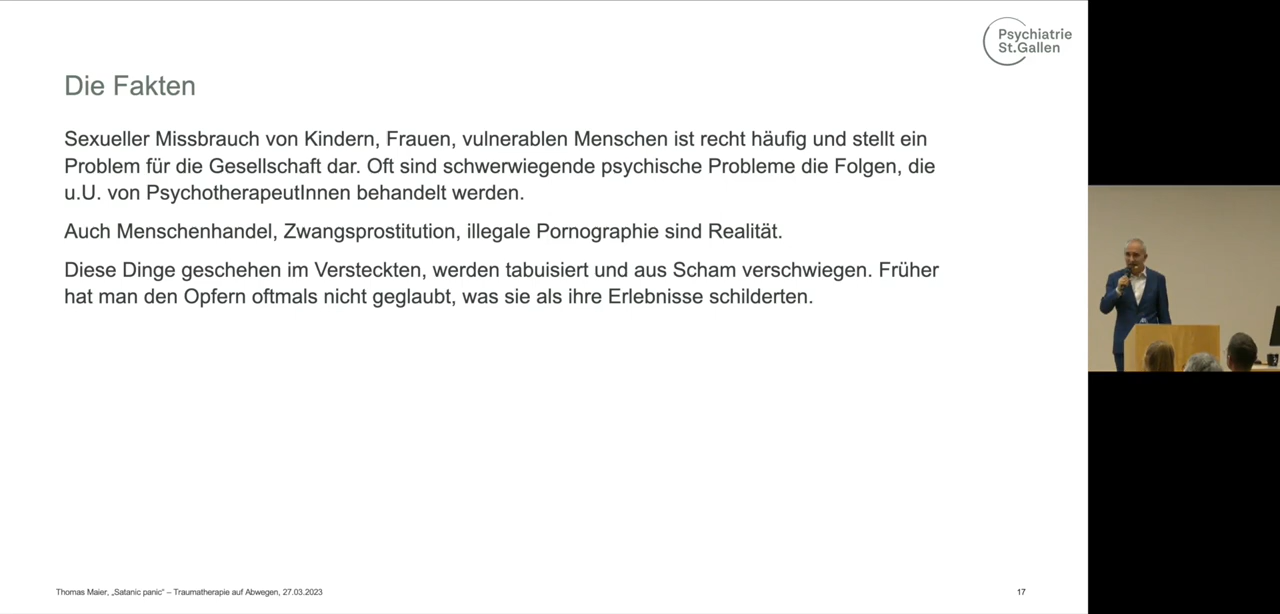 Psychiatrie
St.Gallen
Die Fakten
Sexueller Missbrauch von Kindern, Frauen, vulnerablen Menschen ist recht häufig und stellt ein
Problem für die Gesellschaft dar. Oft sind schwerwiegende psychische Probleme die Folgen, die
u.U. von PsychotherapeutInnen behandelt werden.
Auch Menschenhandel, Zwangsprostitution, illegale Pornographie sind Realität.
Diese Dinge geschehen im Versteckten, werden tabuisiert und aus Scham verschwiegen. Früher
hat man den Opfern oftmals nicht geglaubt, was sie als ihre Erlebnisse schilderten.
Thomas Maier, „Satanic panic“ – Traumatherapie auf Abwegen, 27.03.2023
17